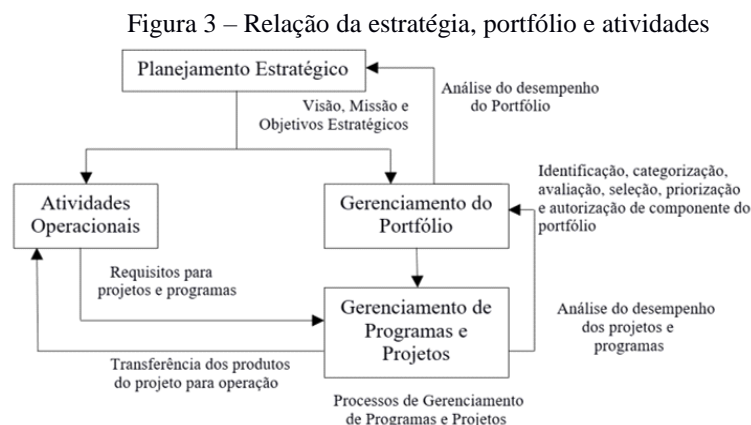 Figura 3 – Relação da estratégia, portfólio e atividades
Planejamento Estratégico
Análise do desempenho
do Portfólio
Visão, Missão e
Objetivos Estratégicos
Identificação, categorização,
avaliação, seleção, priorização
e autorização de componente do
portfólio
Atividades
Operacionais
Gerenciamento do
Portfólio
Requisitos para
projetos e programas
Gerenciamento de
Programas e
Projetos
Análise do desempenho
dos projetos e
programas
Transferência dos produtos
do projeto para operação
Processos de Gerenciamento
de Programas e Projetos